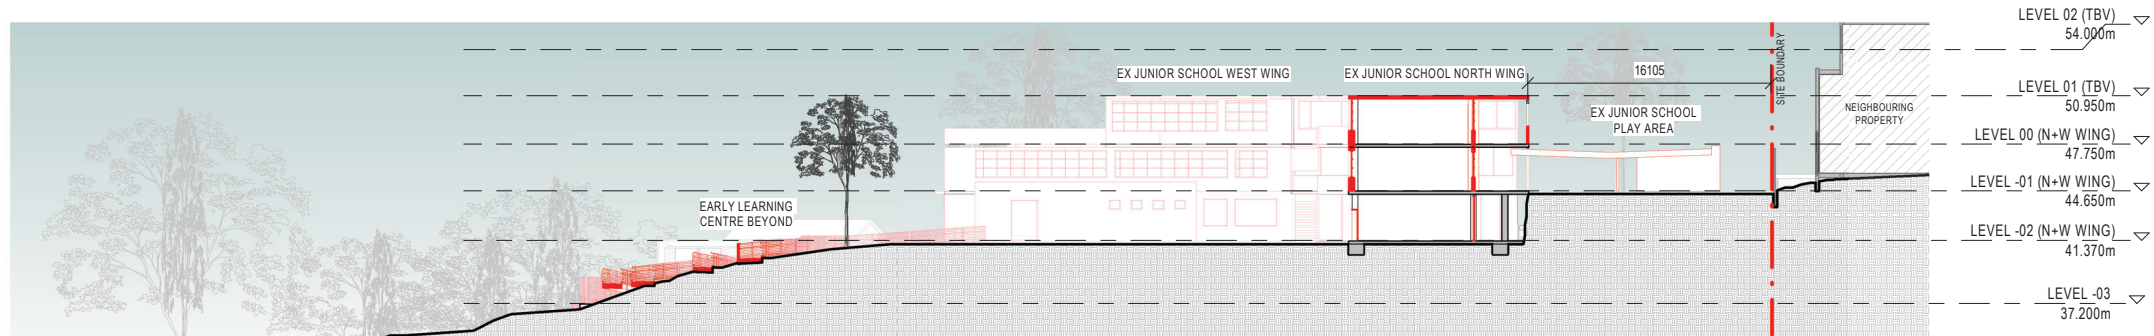 LEVEL 02 (TBV)
54.000m
SITE BOUNDARY
EX JUNIOR SCHOOL WEST WING
EX JUNIOR SCHOOL NORTH WING
16105
LEVEL 01 (TBV)
50.950m
EX JUNIOR SCHOOL
PLAY AREA
NEIGHBOURING
PROPERTY
LEVEL 00 (N+W WING)
47.750m
LEVEL -01 (N+W WING)
44.650m
EARLY LEARNING
CENTRE BEYOND
LEVEL -02 (N+W WING)
41.370m
LEVEL -03
37.200m